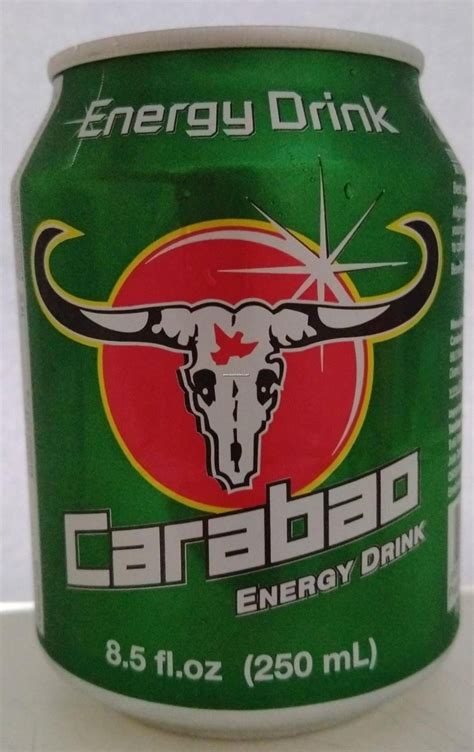 Energy Drink
Carabao
ENERGY DRINK
8.5 fl.oz (250 mL)